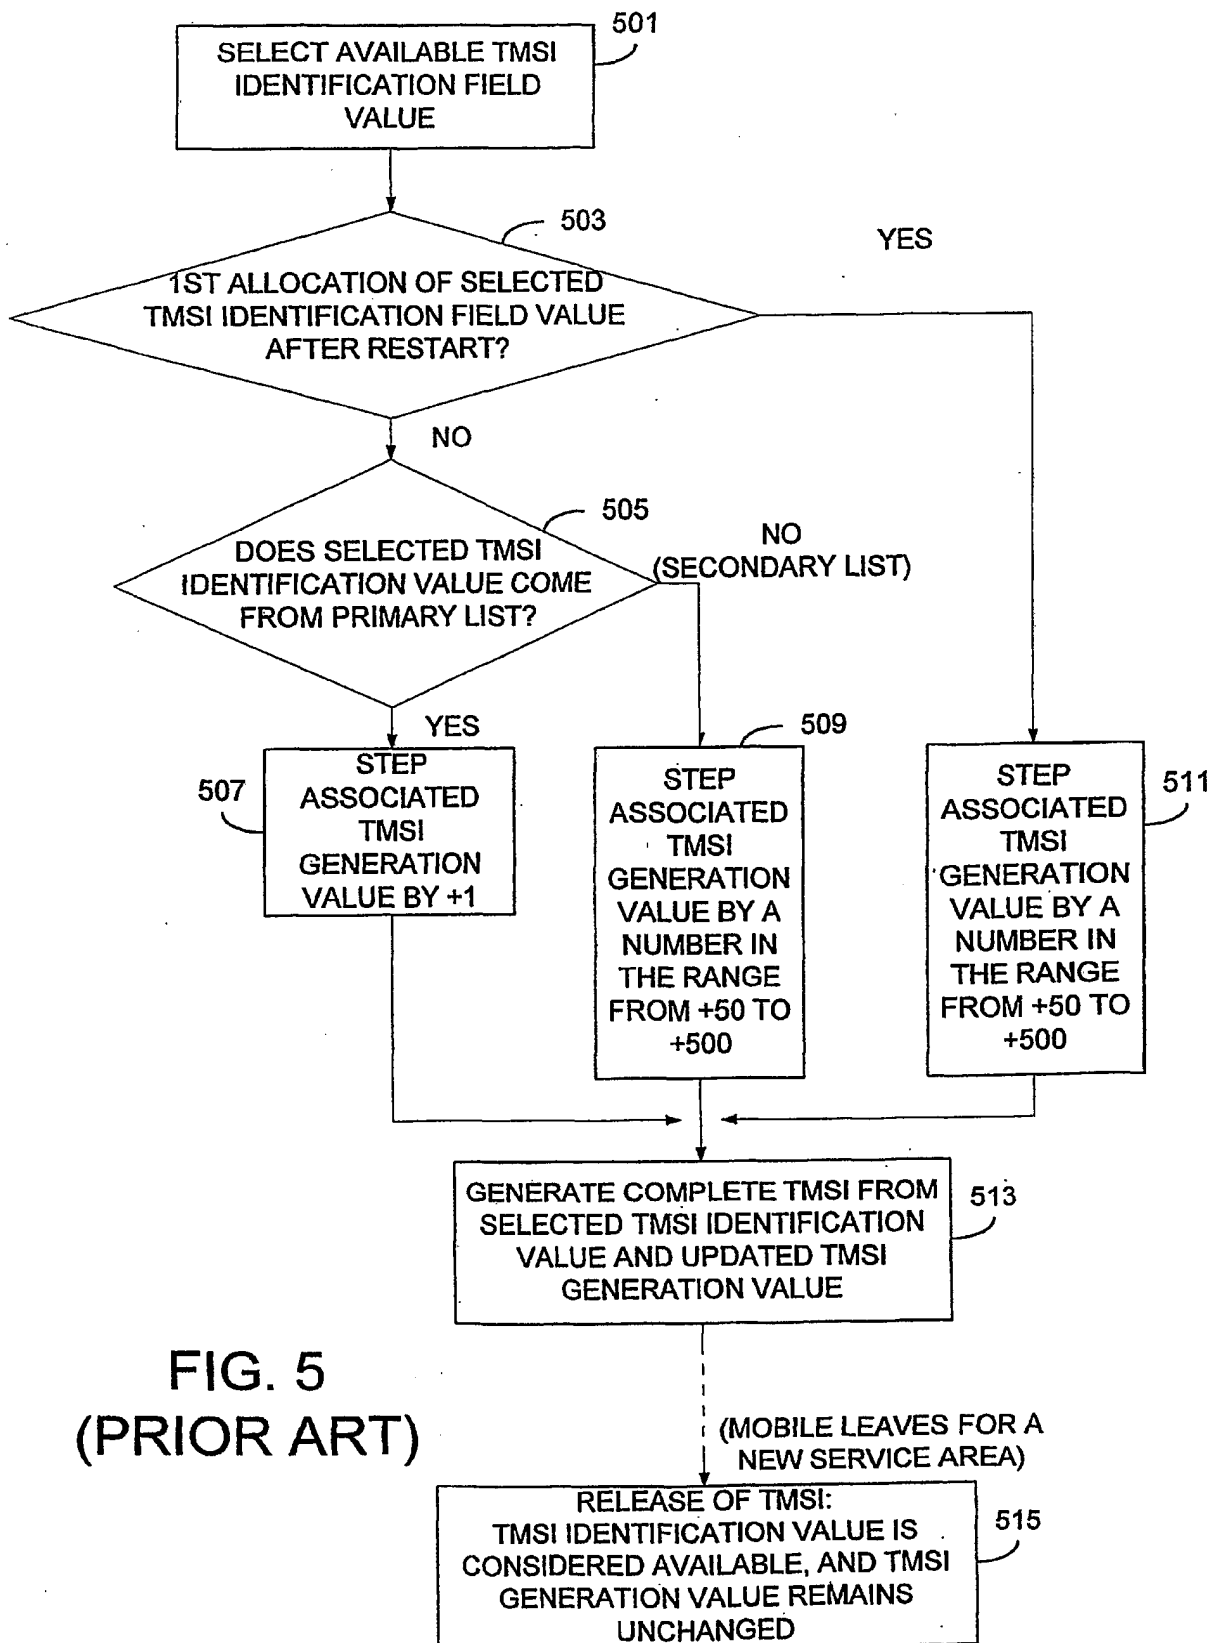 501
SELECT AVAILABLE TMSI
IDENTIFICATION FIELD
VALUE
503
YES
1ST ALLOCATION OF SELECTED
TMSI IDENTIFICATION FIELD VALUE
AFTER RESTART?
NO
505
NO
(SECONDARY LIST)
DOES SELECTED TMSI
IDENTIFICATION VALUE COME
FROM PRIMARY LIST?
YES
507
STEP
ASSOCIATED
TMSI
GENERATION
VALUE BY +1
509
STEP
ASSOCIATED
TMSI
GENERATION
VALUE BY A
NUMBER IN
THE RANGE
FROM +50 TO
+500
511
STEP
ASSOCIATED
TMSI
GENERATION
VALUE BY A
NUMBER IN
THE RANGE
FROM +50 TO
+500
GENERATE COMPLETE TMSI FROM
SELECTED TMSI IDENTIFICATION
VALUE AND UPDATED TMSI
GENERATION VALUE
513
FIG. 5
(PRIOR ART)
(MOBILE LEAVES FOR A
NEW SERVICE AREA)
RELEASE OF TMSI:
TMSI IDENTIFICATION VALUE IS
CONSIDERED AVAILABLE, AND TMSI
GENERATION VALUE REMAINS
UNCHANGED
515